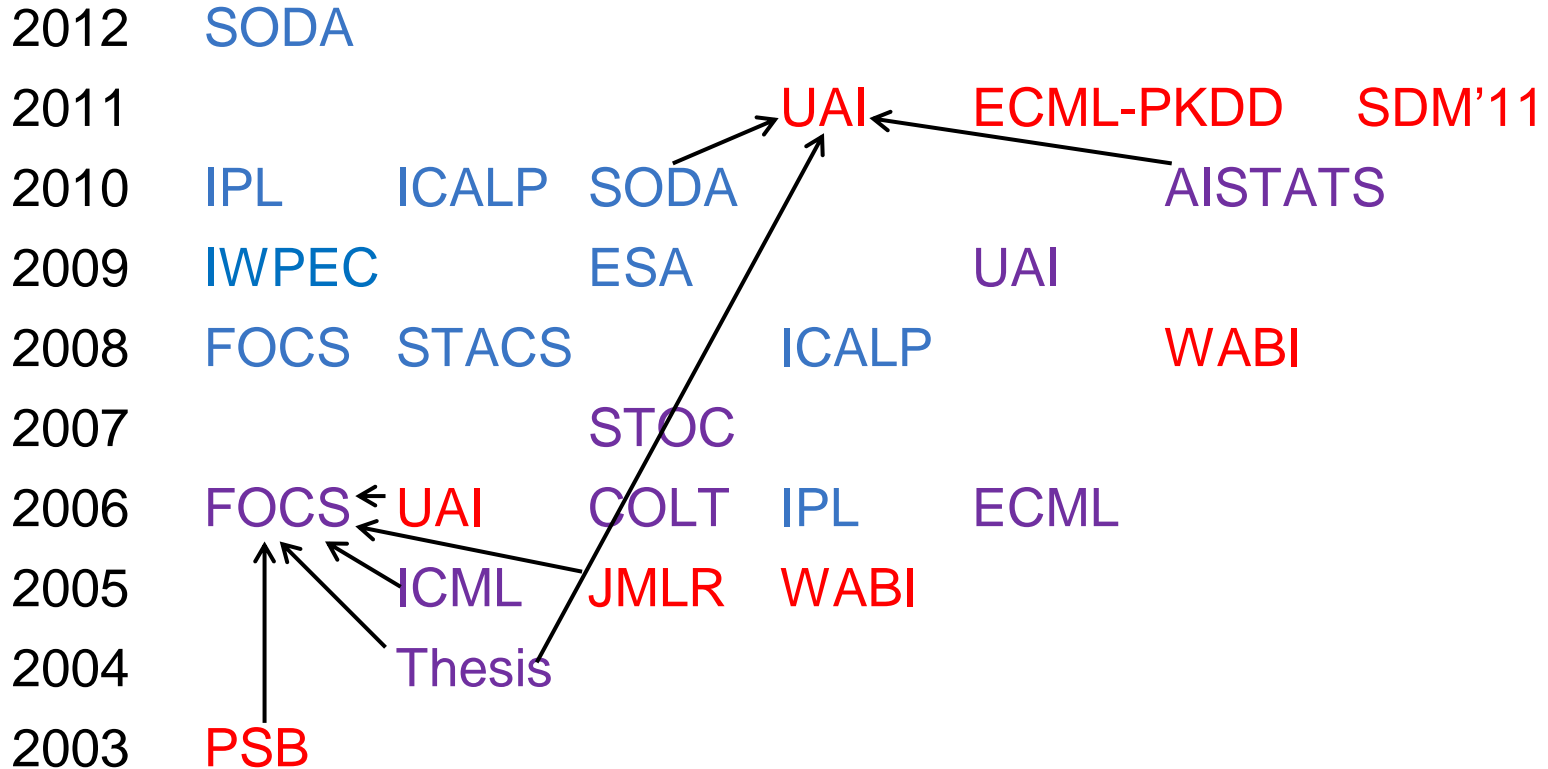 2012 SODA
2011 UAI ECML-PKDD SDM’11
2010 IPL ICALP SODA AISTATS
2009 IWPEC ESA UAI
2008 FOCS STACS ICALP WABI
2007 STOC
2006 FOCS UAI COLT IPL ECML
2005 ICML JMLR WABI
2004 Thesis
2003 PSB